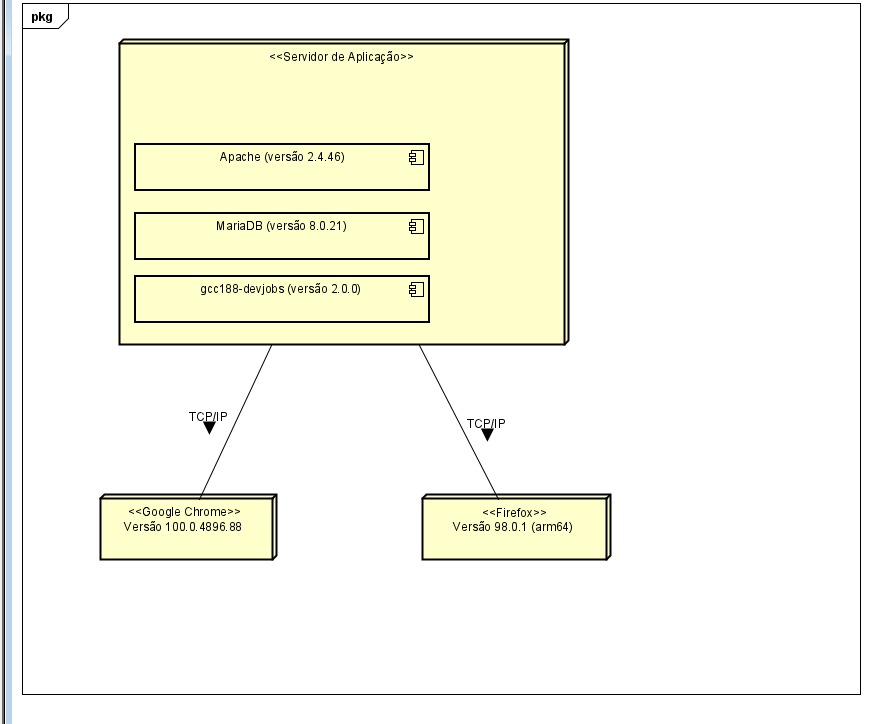 pkg
<<Servidor de Aplicação>>
Apache (versão 2.4.46)
MariaDB (versão 8.0.21)
gcc188-devjobs (versão 2.0.0)
TCP/IP
TCP/IP
<<Google Chrome>>
Versão 100.0.4896.88
<<Firefox>>
Versão 98.0.1 (arm64)